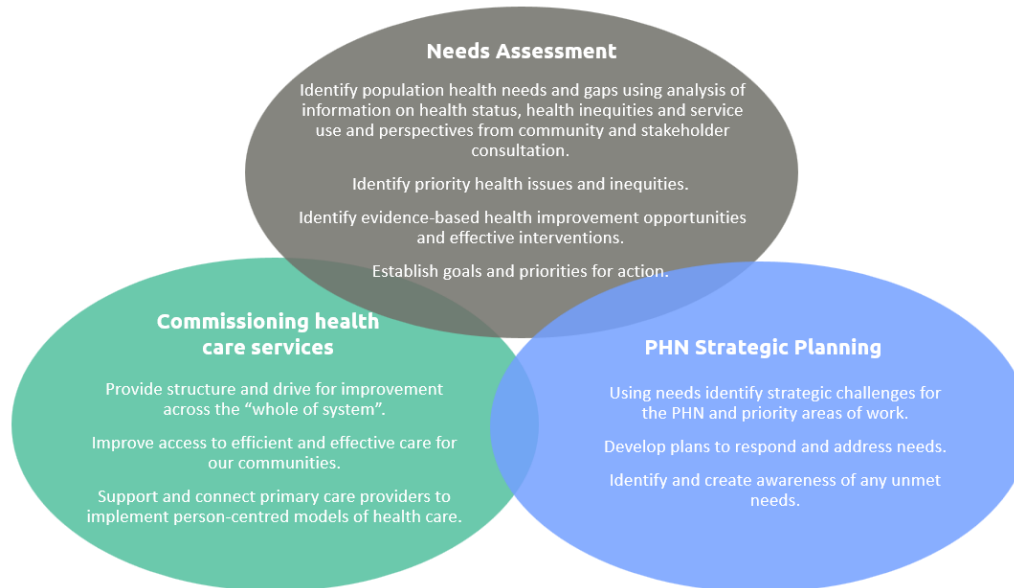 Needs Assessment
Identify population health needs and gaps using analysis of
information on health status, health inequities and service
use and perspectives from community and stakeholder
consultation.
Identify priority health issues and inequities.
Identify evidence-based health improvement opportunities
and effective interventions.
Establish goals and priorities for action.
Commissioning health
care services
Provide structure and drive for improvement
across the “whole of system”.
Improve access to efficient and effective care for
our communities.
Support and connect primary care providers to
implement person-centred models of health care.
PHN Strategic Planning
Using needs identify strategic challenges for
the PHN and priority areas of work.
Develop plans to respond and address needs.
Identify and create awareness of any unmet
needs.